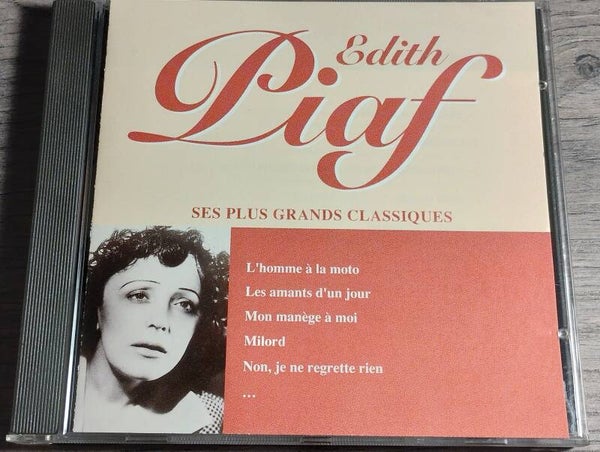 Edith
Piaf
SES PLUS GRANDS CLASSIQUES
L'homme à la moto
Les amants d'un jour
Mon manège à moi
Milord
Non, je ne regrette rien
...